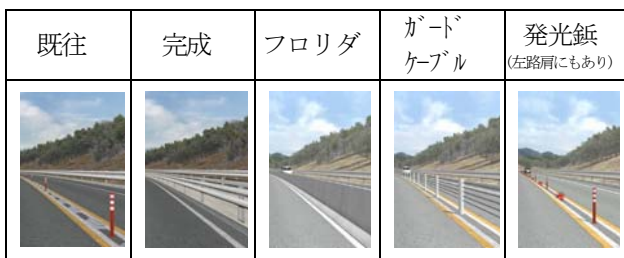 既往
完成
フロリダ
ガード
ケーブル
発光鋲
(左路肩にもあり)